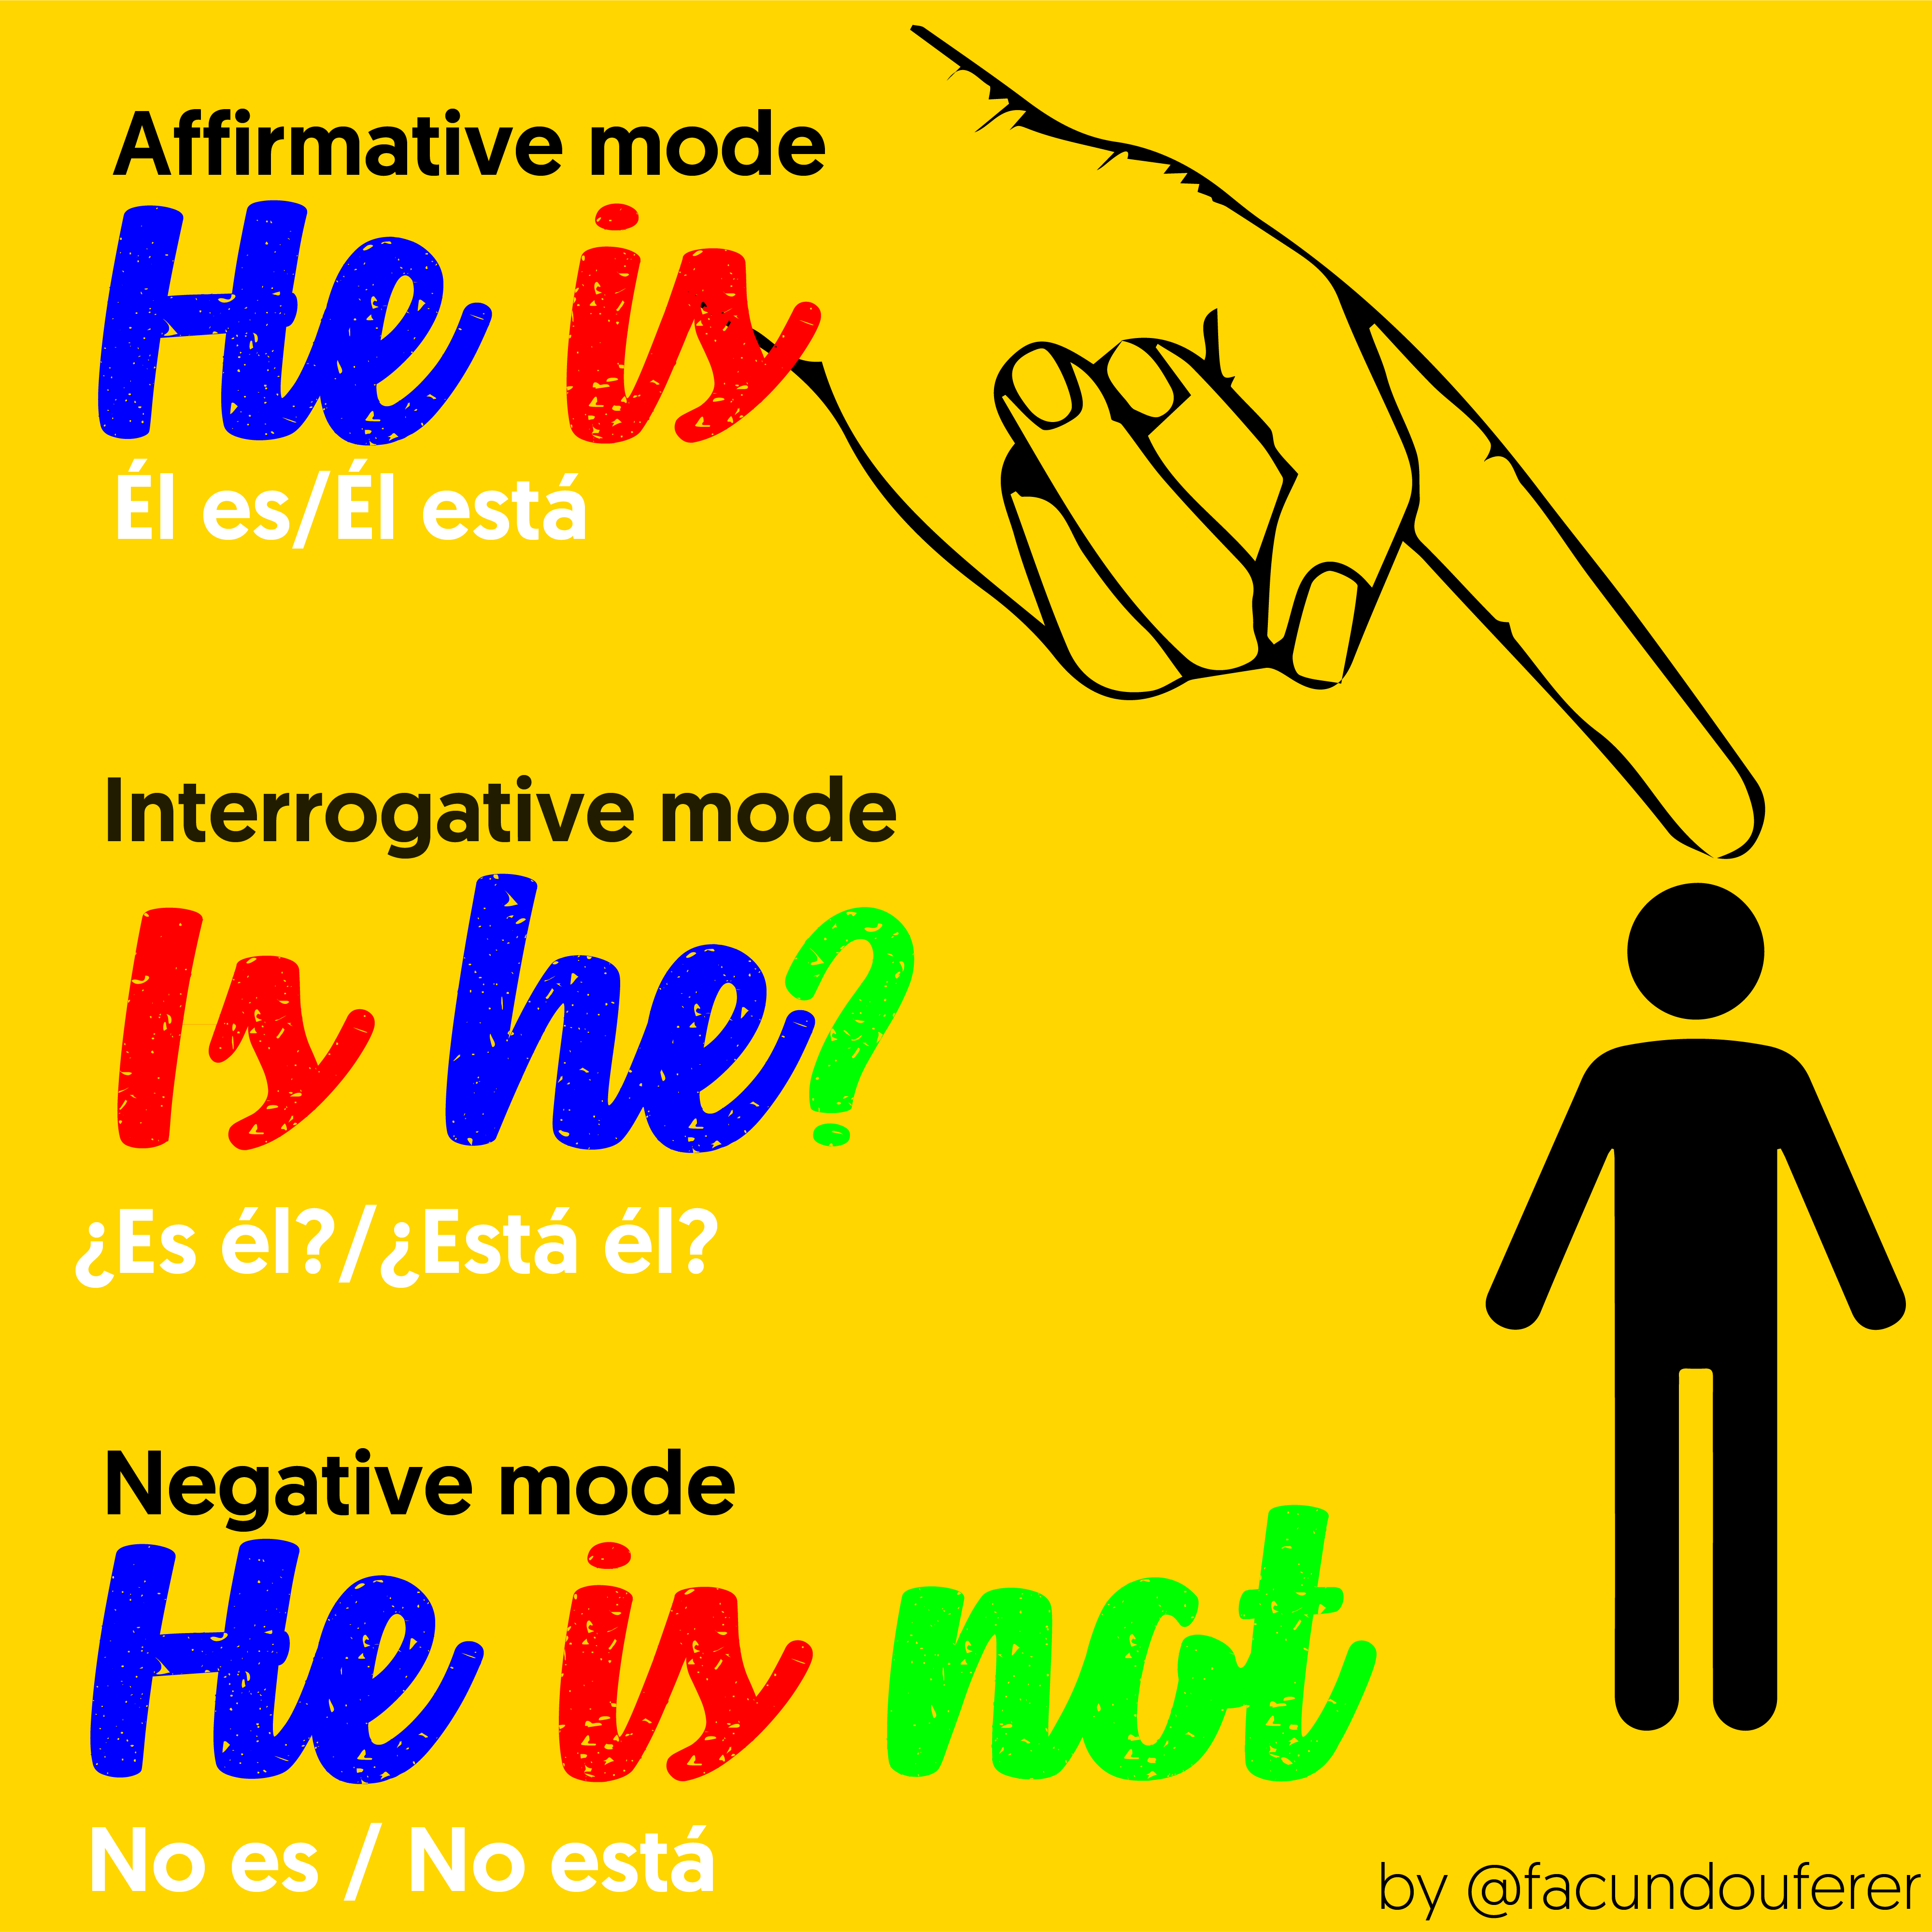 Affirmative mode
He is
Él es/Él está
Interrogative mode
Is he?
¿Es él?/¿Está él?
Negative mode
He is not
No es / No está
by @facundouferer